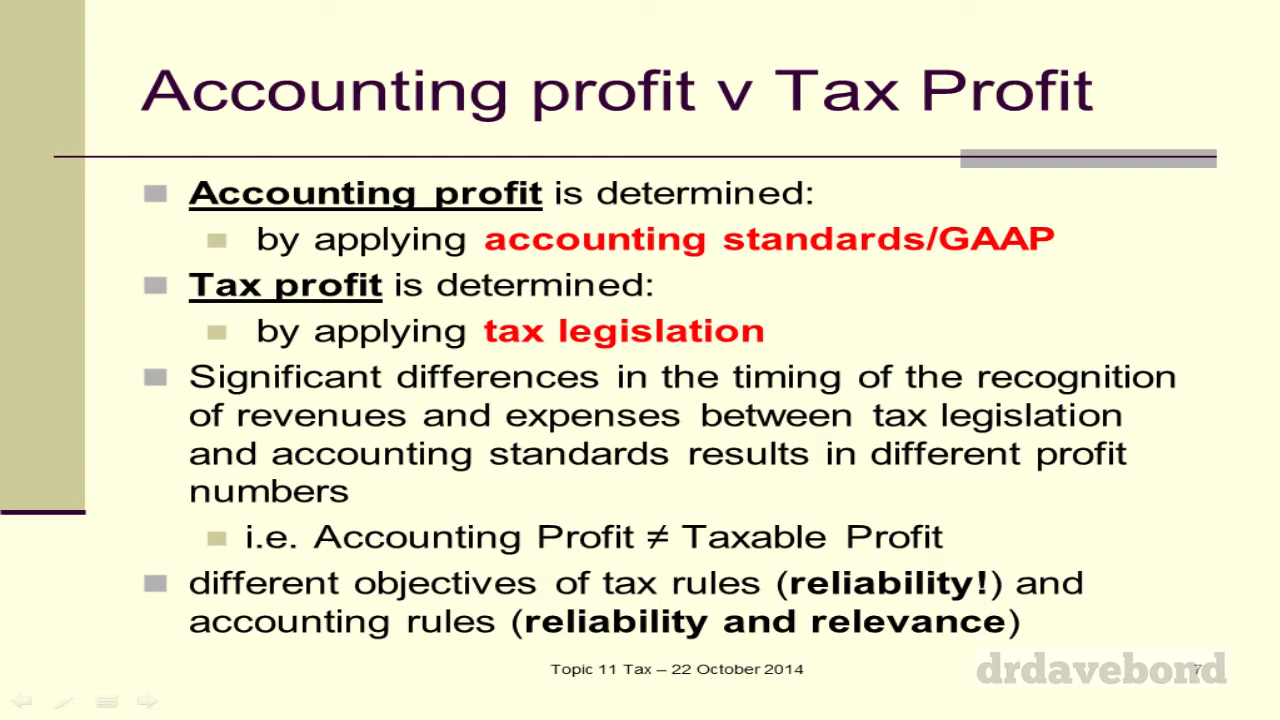 Accounting profit v Tax Profit
Accounting profit is determined:
by applying accounting standards/GAAP
Tax profit is determined:
by applying tax legislation
Significant differences in the timing of the recognition
of revenues and expenses between tax legislation
and accounting standards results in different profit
numbers
i.e. Accounting Profit ≠ Taxable Profit
different objectives of tax rules (reliability!) and
accounting rules (reliability and relevance)
Topic 11 Tax – 22 October 2014
drdavebond
7